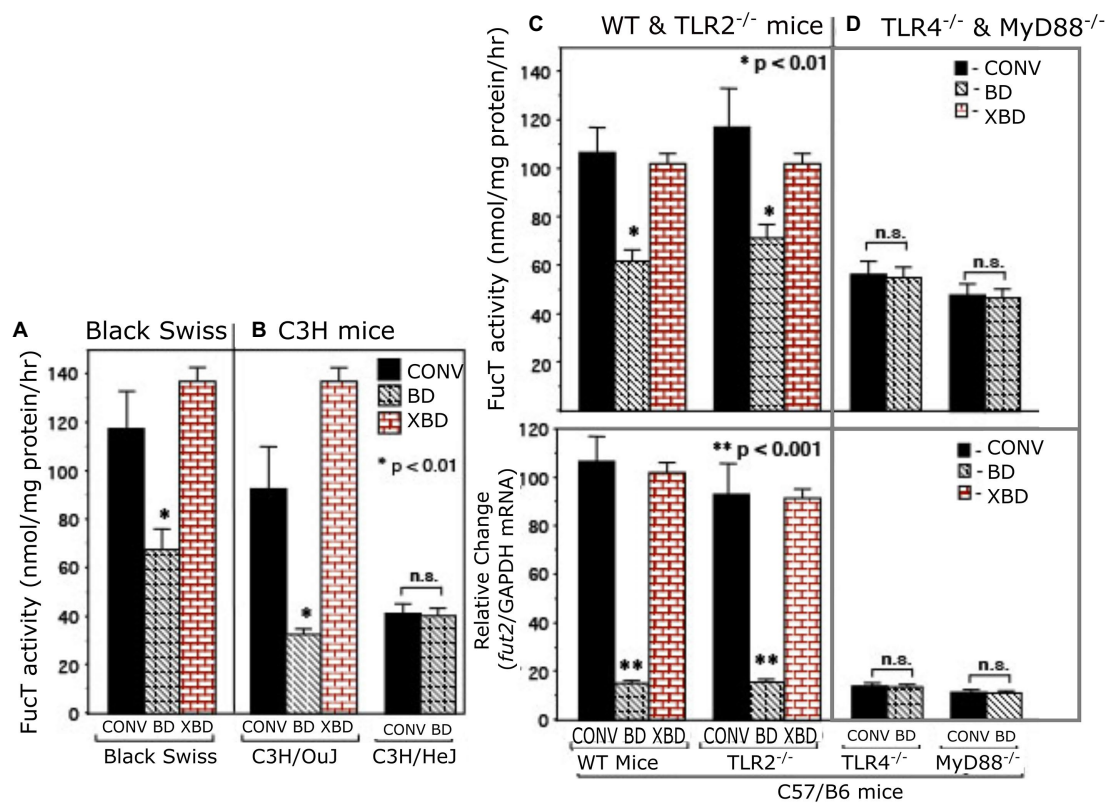 C WT & TLR2-/- mice D TLR4-/- & MyD88-/-
FucT activity (nmol/mg protein/hr)
140
120
100
80
60
40
20
* p < 0.01
*
*
- CONV
- BD
- XBD
n.s.
n.s.
A Black Swiss B C3H mice
FucT activity (nmol/mg protein/hr)
140
120
100
80
60
40
20
0
CONV
BD
XBD
* p < 0.01
*
*
n.s.
CONV BD XBD
CONV BD XBD
CONV BD
Black Swiss
C3H/OuJ
C3H/HeJ
Relative Change
(fut2/GAPDH mRNA)
120
100
80
60
40
20
0
** p < 0.001
**
**
- CONV
- BD
- XBD
n.s.
n.s.
CONV BD XBD
CONV BD XBD
CONV BD
CONV BD
WT Mice
TLR2-/-
TLR4-/-
MyD88-/-
C57/B6 mice